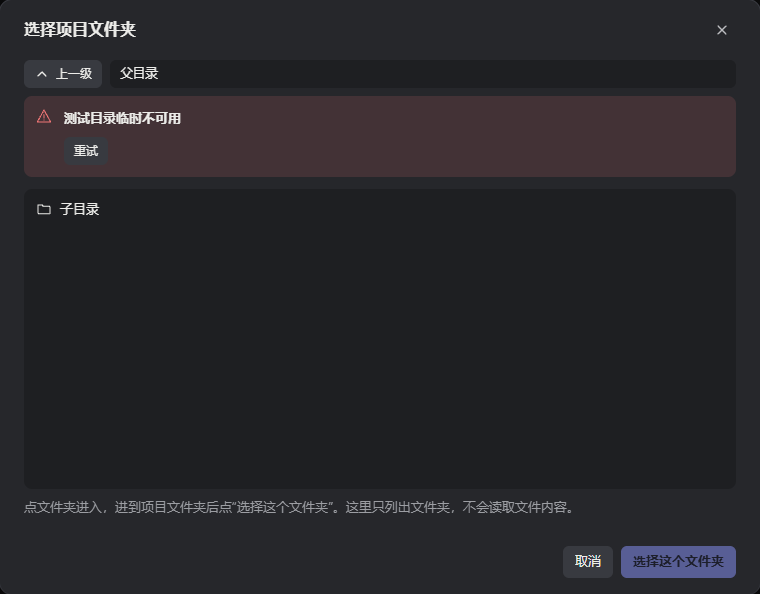 选择项目文件夹
上一级 父目录
测试目录临时不可用
重试
子目录
点文件夹进入，进到项目文件夹后点“选择这个文件夹”。这里只列出文件夹，不会读取文件内容。
取消 选择这个文件夹